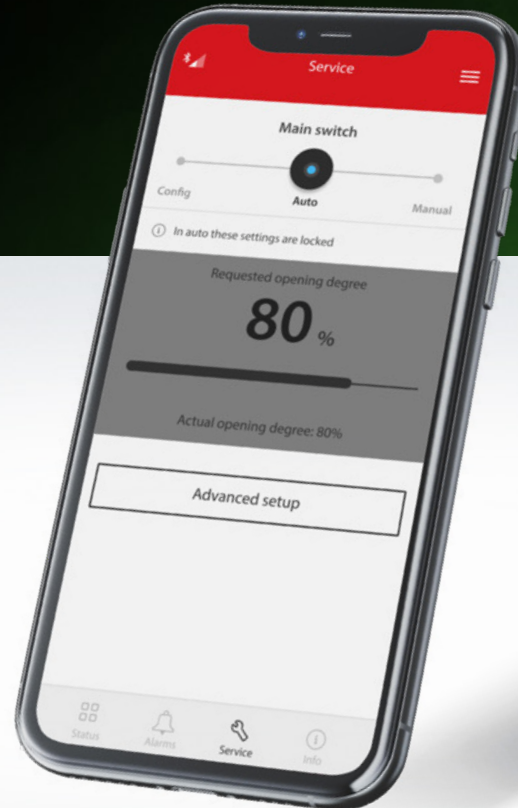 Service
Main switch
Config
Auto
Manual
In auto these settings are locked
Requested opening degree
80 %
Actual opening degree: 80%
Advanced setup
Status
Alarms
Service
Info